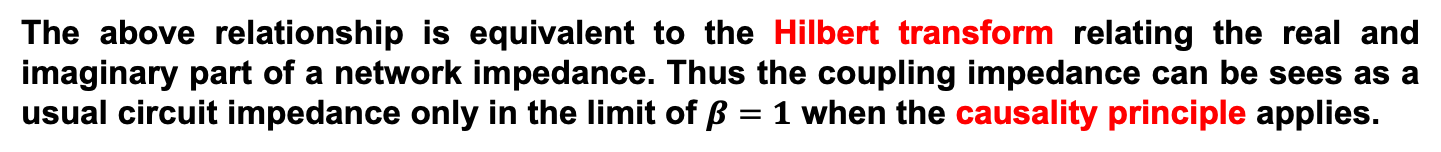 The above relationship is equivalent to the Hilbert transform relating the real and
imaginary part of a network impedance. Thus the coupling impedance can be sees as a
usual circuit impedance only in the limit of 𝜷 = 𝟏 when the causality principle applies.